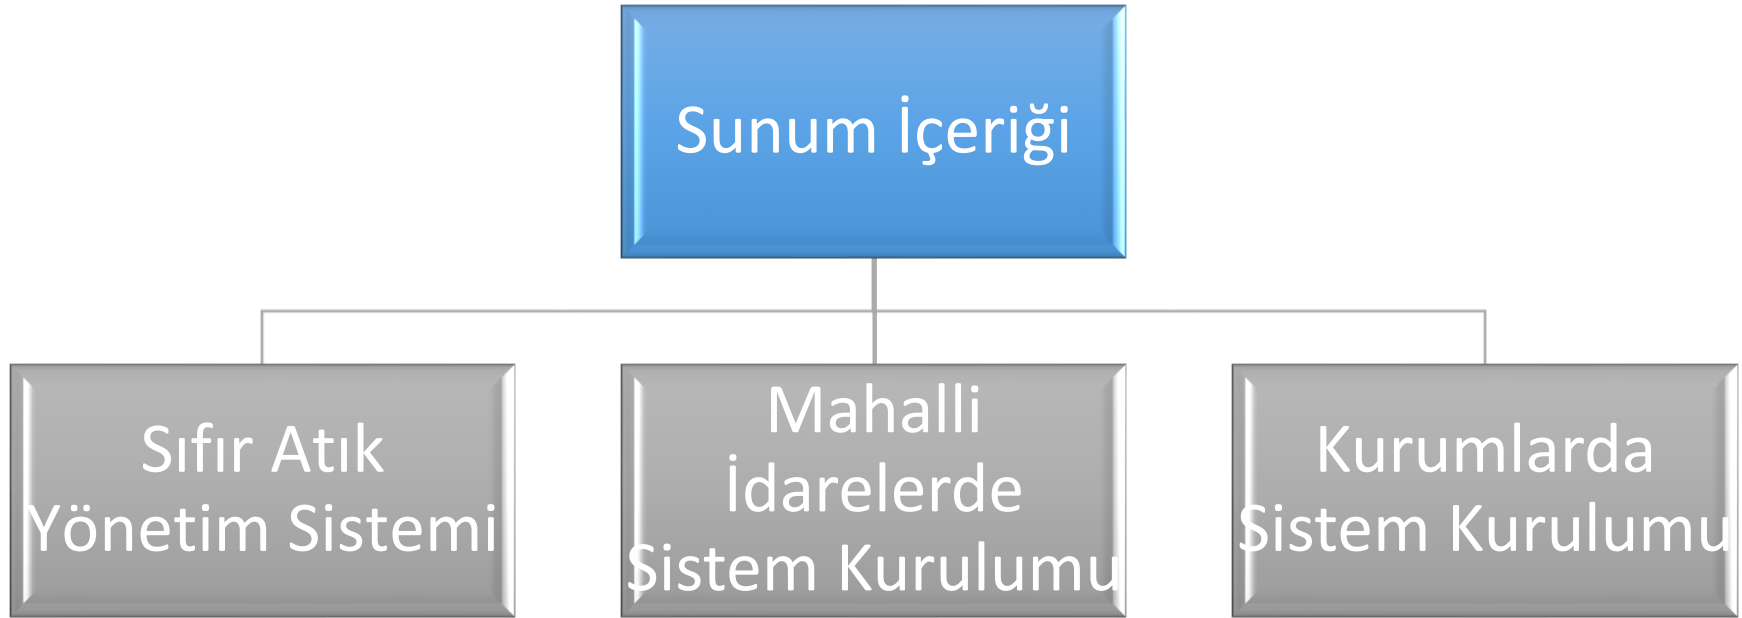 Sunum İçeriği
Sıfır Atık
Yönetim Sistemi
Mahalli
İdarelerde
Sistem Kurulumu
Kurumlarda
Sistem Kurulumu